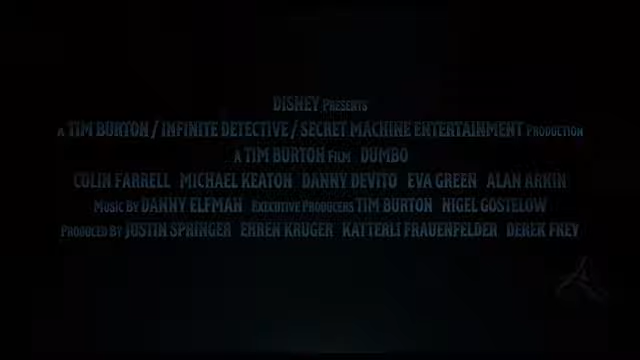 DISNEY PRESENTS
A TIM BURTON / INFINITE DETECTIVE / SECRET MACHINE ENTERTAINMENT PRODUCTION
A TIM BURTON FILM DUMBO
COLIN FARRELL MICHAEL KEATON DANNY DEVITO EVA GREEN ALAN ARKIN
MUSIC BY DANNY ELFMAN EXECUTIVE PRODUCERS TIM BURTON NIGEL GOSTELOW
PRODUCED BY JUSTIN SPRINGER EHREN KRUGER KATTERLI FRAUENFELDER DEREK FREY